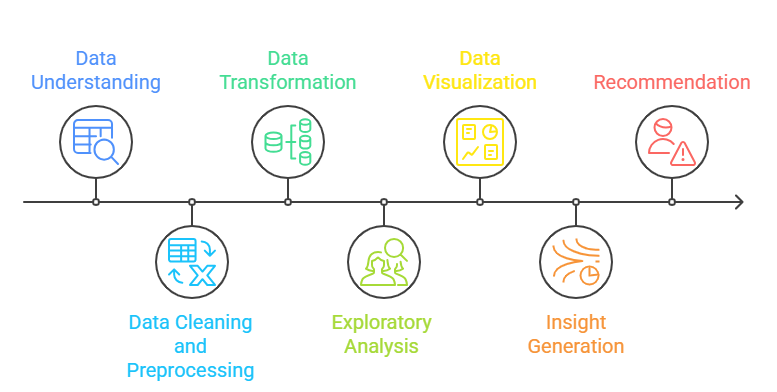 Data
Understanding
Data
Transformation
Data
Visualization
Recommendation
Data Cleaning
and
Preprocessing
Exploratory
Analysis
Insight
Generation